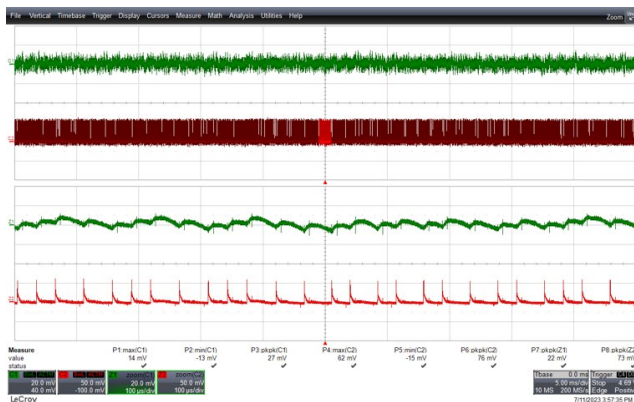 File Vertical Timebase Trigger Display Cursors Measure Math Analysis Utilities Help
Zoom
Measure P1:max(C1) P2:min(C1) P3:pkpk(C1) P4:max(C2) P5:min(C2) P6:pkpk(C2) P7:pkpk(Z1) P8:pkpk(Z2)
value 14 mV -13 mV 27 mV 62 mV -15 mV 76 mV 22 mV 73 mV
status
zoom(C1) zoom(C2) Tbase 0.0 ms Trigger
20.0 mV 50.0 mV 20.0 mV 50.0 mV 5.00 ms/div Stop
40.0 mV -100.0 mV 100 µs/div 100 µs/div 10 MS 200 MS/s Edge
LeCroy 7/11/2023 3:57:35 PM